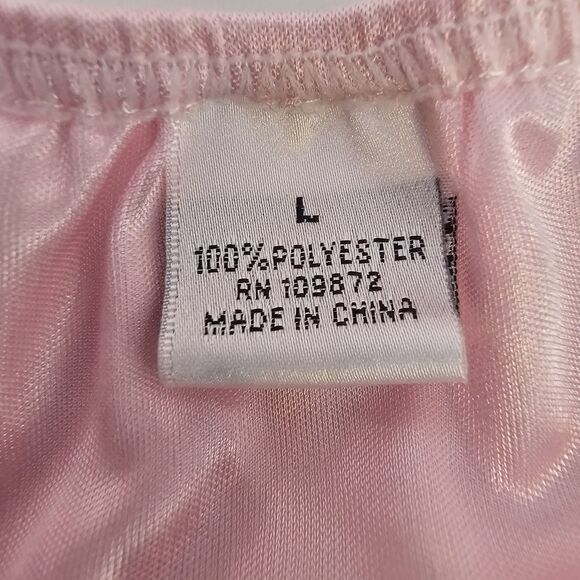 L
100%POLYESTER
RN 109872
MADE IN CHINA